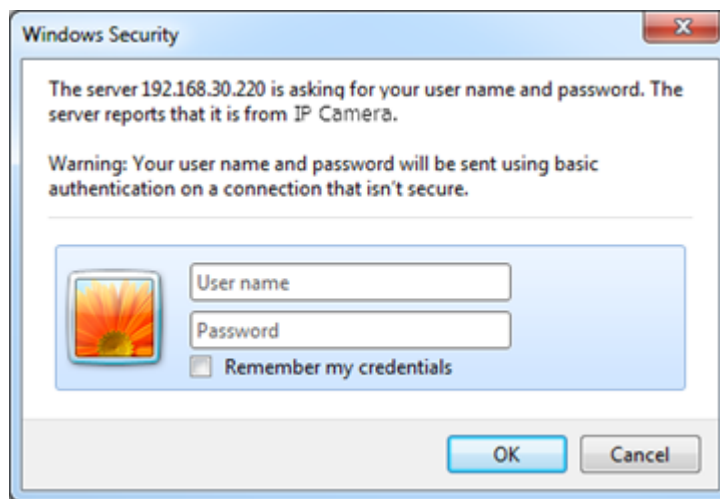 Windows Security
The server 192.168.30.220 is asking for your user name and password. The
server reports that it is from IP Camera.
Warning: Your user name and password will be sent using basic
authentication on a connection that isn't secure.
User name
Password
Remember my credentials
OK
Cancel